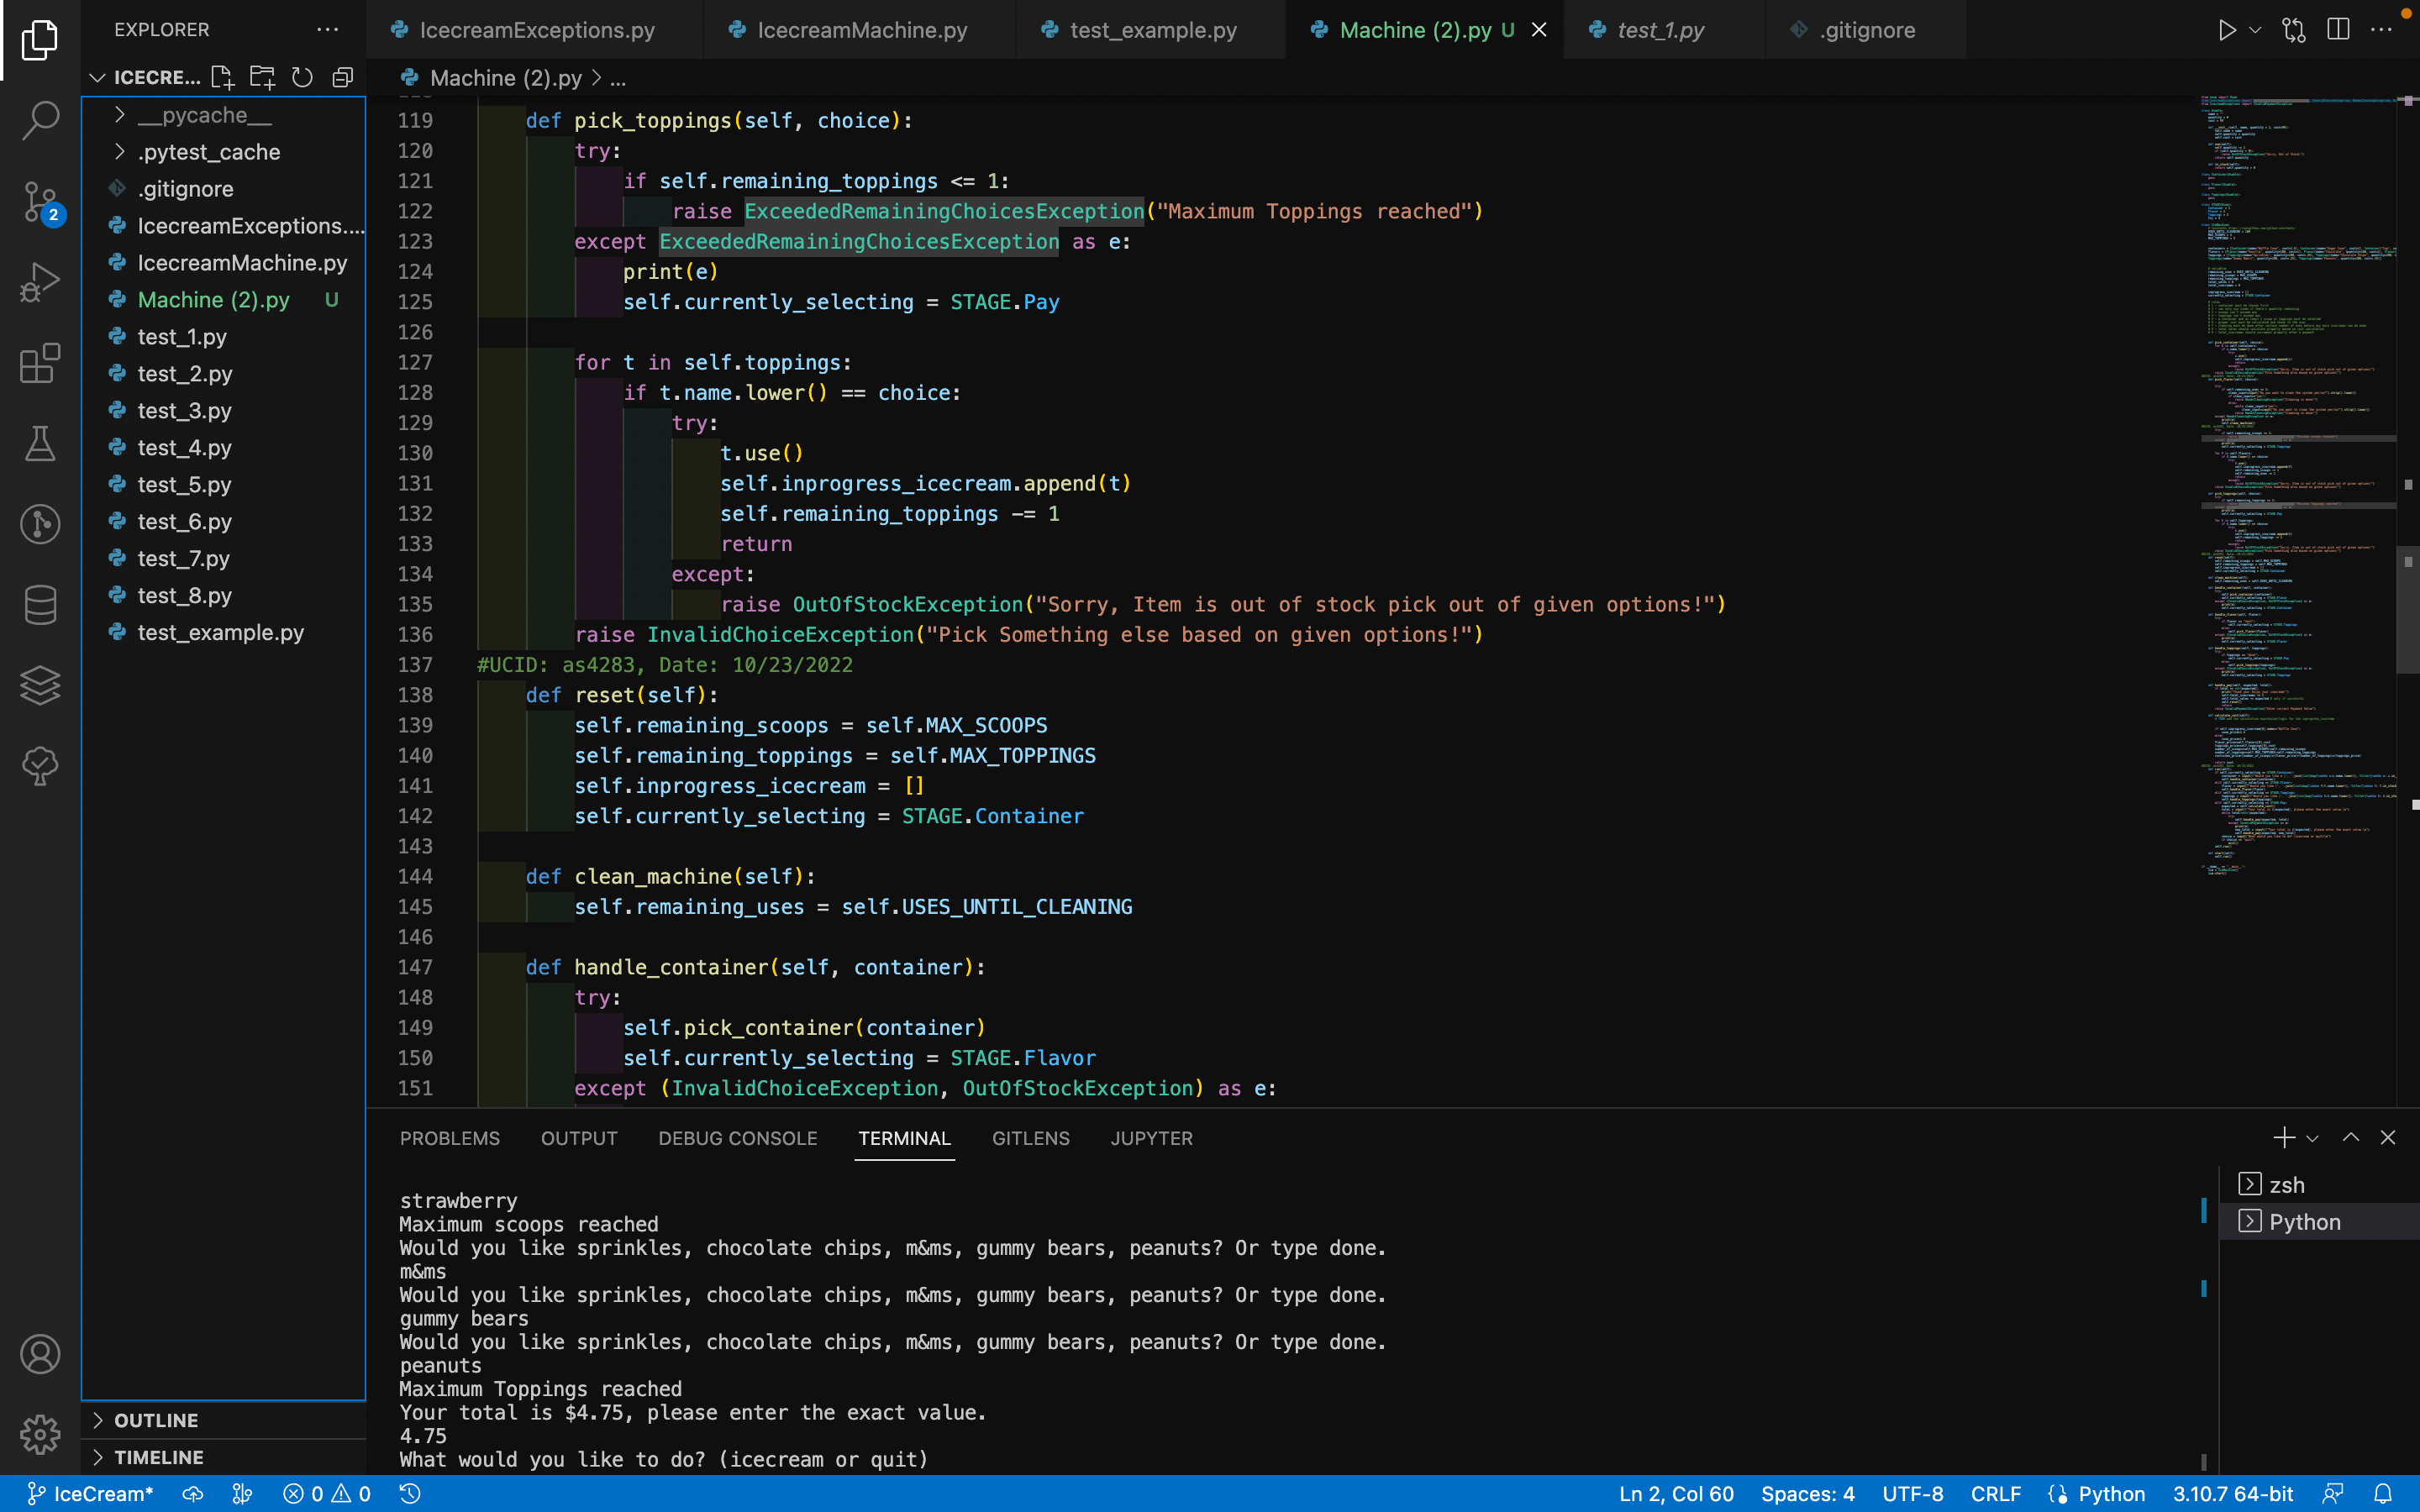 EXPLORER
IcecreamExceptions.py
IcecreamMachine.py
test_example.py
Machine (2).py U
test_1.py
.gitignore
ICECRE...
Machine (2).py > ...
__pycache__
.pytest_cache
.gitignore
IcecreamExceptions....
IcecreamMachine.py
Machine (2).py U
test_1.py
test_2.py
test_3.py
test_4.py
test_5.py
test_6.py
test_7.py
test_8.py
test_example.py
2
OUTLINE
TIMELINE
119 def pick_toppings(self, choice):
120 try:
121 if self.remaining_toppings <= 1:
122 raise ExceededRemainingChoicesException("Maximum Toppings reached")
123 except ExceededRemainingChoicesException as e:
124 print(e)
125 self.currently_selecting = STAGE.Pay
126
127 for t in self.toppings:
128 if t.name.lower() == choice:
129 try:
130 t.use()
131 self.inprogress_icecream.append(t)
132 self.remaining_toppings -= 1
133 return
134 except:
135 raise OutOfStockException("Sorry, Item is out of stock pick out of given options!")
136 raise InvalidChoiceException("Pick Something else based on given options!")
137 #UCID: as4283, Date: 10/23/2022
138 def reset(self):
139 self.remaining_scoops = self.MAX_SCOOPS
140 self.remaining_toppings = self.MAX_TOPPINGS
141 self.inprogress_icecream = []
142 self.currently_selecting = STAGE.Container
143
144 def clean_machine(self):
145 self.remaining_uses = self.USES_UNTIL_CLEANING
146
147 def handle_container(self, container):
148 try:
149 self.pick_container(container)
150 self.currently_selecting = STAGE.Flavor
151 except (InvalidChoiceException, OutOfStockException) as e:
PROBLEMS OUTPUT DEBUG CONSOLE TERMINAL GITLENS JUPYTER
strawberry
Maximum scoops reached
Would you like sprinkles, chocolate chips, m&ms, gummy bears, peanuts? Or type done.
m&ms
Would you like sprinkles, chocolate chips, m&ms, gummy bears, peanuts? Or type done.
gummy bears
Would you like sprinkles, chocolate chips, m&ms, gummy bears, peanuts? Or type done.
peanuts
Maximum Toppings reached
Your total is $4.75, please enter the exact value.
4.75
What would you like to do? (icecream or quit)
zsh
Python
IceCream* 0 0
Ln 2, Col 60 Spaces: 4 UTF-8 CRLF Python 3.10.7 64-bit